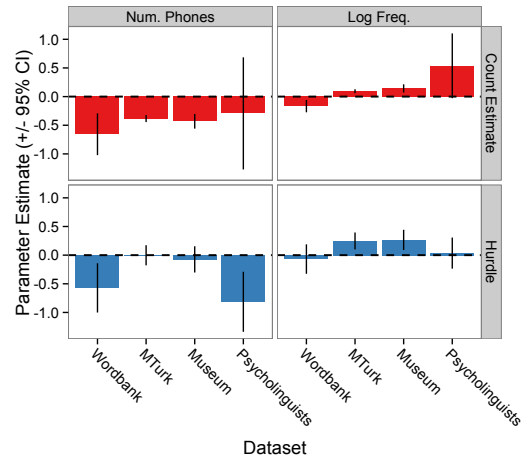 Num. Phones
Log Freq.
Parameter Estimate (+/- 95% CI)
1.0
0.5
0.0
-0.5
-1.0
Count Estimate
1.0
0.5
0.0
-0.5
-1.0
Hurdle
Wordbank
MTurk
Museum
Psycholinguists
Wordbank
MTurk
Museum
Psycholinguists
Dataset